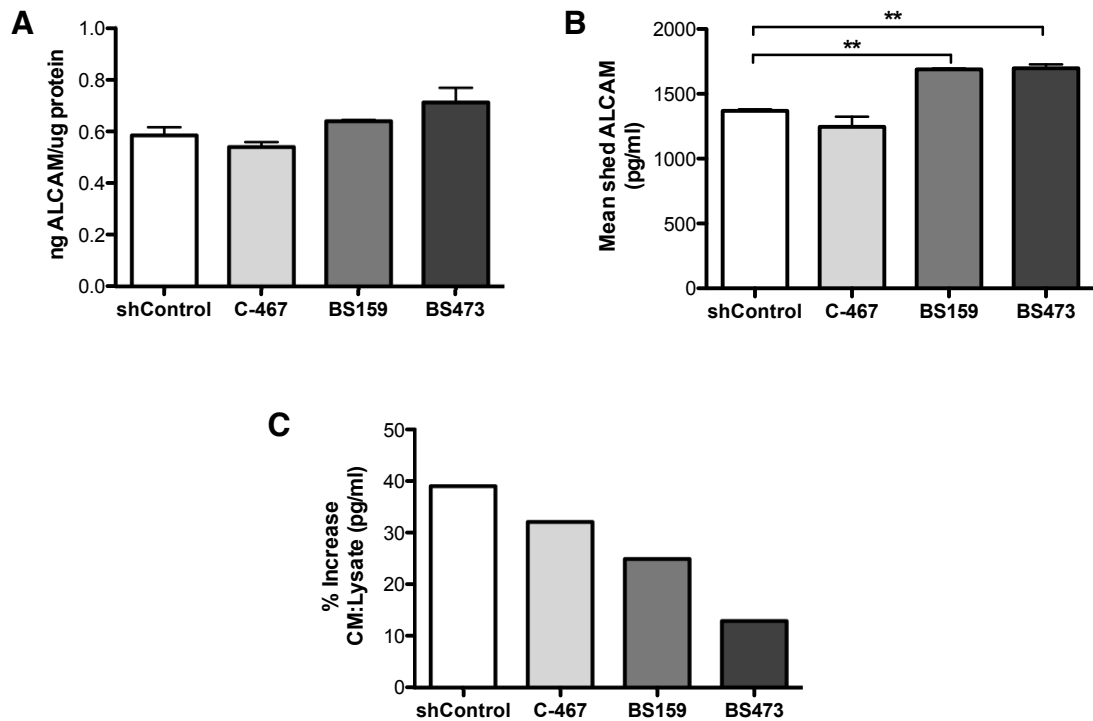 A
ng ALCAM/ug protein
1.0
0.8
0.6
0.4
0.2
0.0
shControl C-467 BS159 BS473
B
Mean shed ALCAM
(pg/ml)
**
**
2000
1500
1000
500
0
shControl C-467 BS159 BS473
C
% Increase
CM:Lysate (pg/ml)
50
40
30
20
10
0
shControl C-467 BS159 BS473